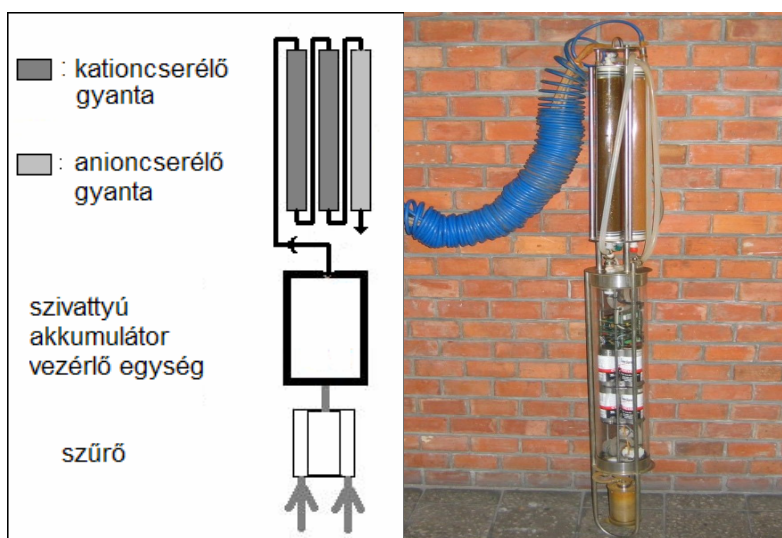 : kationcserélő
gyanta
: anioncserélő
gyanta
szivattyú
akkumulátor
vezérlő egység
szűrő